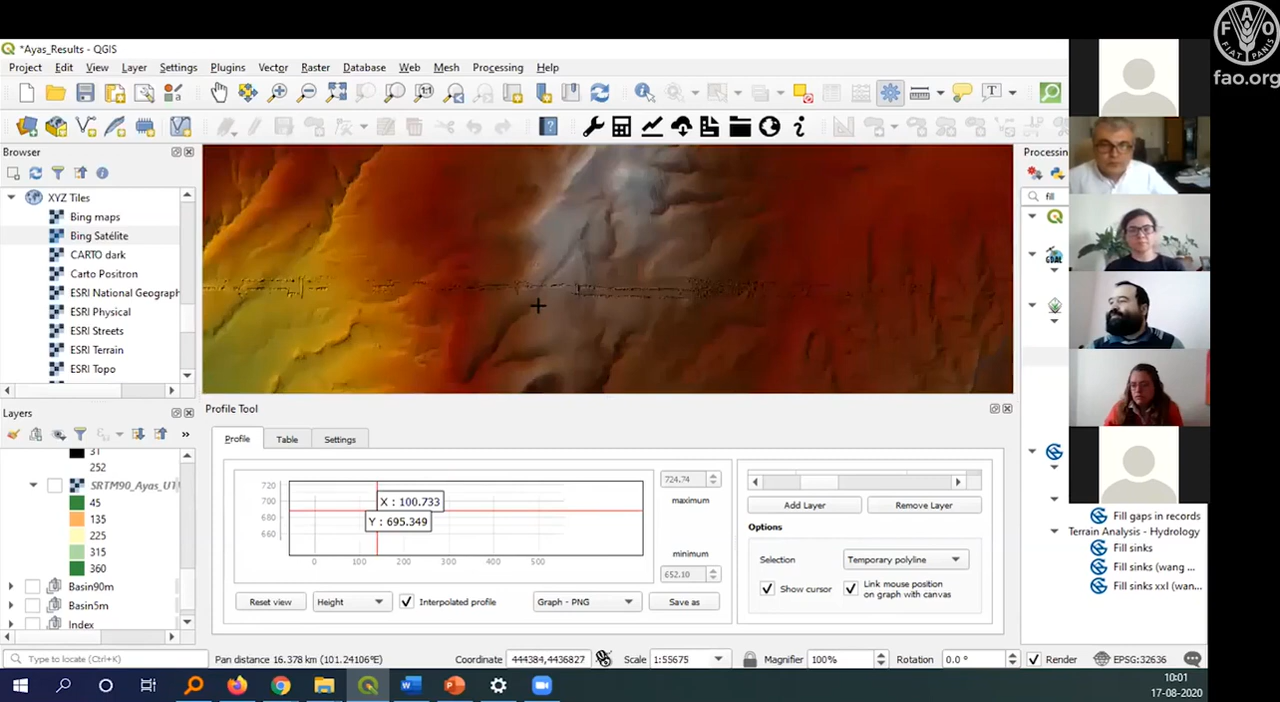 *Ayas_Results - QGIS
Project Edit View Layer Settings Plugins Vector Raster Database Web Mesh Processing Help
Browser
XYZ Tiles
Bing maps
Bing Satélite
CARTO dark
Carto Positron
ESRI National Geograph
ESRI Physical
ESRI Streets
ESRI Terrain
ESRI Topo
Layers
31
252
SRTM90_Ayas_UT
45
135
225
315
360
Basin90m
Basin5m
Index
Profile Tool
Profile Table Settings
720
700
680
660
X : 100.733
Y : 695.349
0 100 200 300 400 500
724.74
maximum
minimum
652.10
Reset view Height Interpolated profile Graph - PNG Save as
Add Layer Remove Layer
Options
Selection Temporary polyline
Show cursor
Link mouse position
on graph with canvas
Processin
fill
Fill gaps in records
Terrain Analysis - Hydrology
Fill sinks
Fill sinks (wang ...
Fill sinks xxl (wan...
Type to locate (Ctrl+K) Pan distance 16.378 km (101.24106°E) Coordinate 444384,4436827 Scale 1:55675 Magnifier 100% Rotation 0.0 ° Render EPSG:32636
10:01
17-08-2020
FAO
FIAT PANIS
fao.org